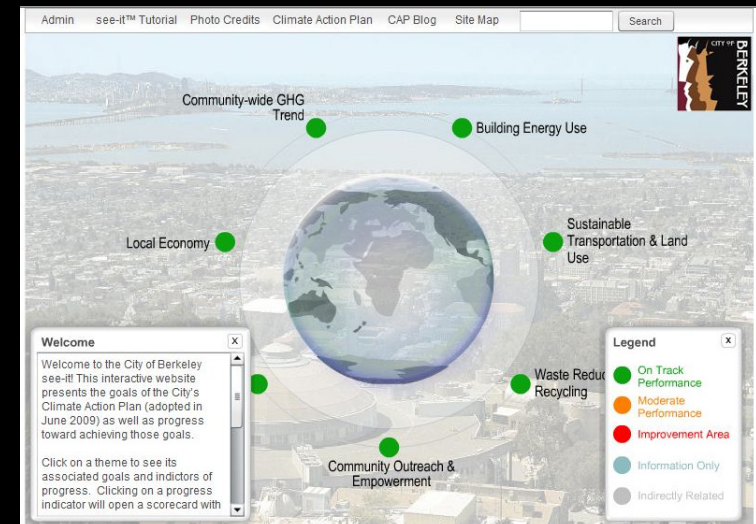 Admin see-it™ Tutorial Photo Credits Climate Action Plan CAP Blog Site Map Search
CITY OF
BERKELEY
Community-wide GHG
Trend
Building Energy Use
Local Economy
Sustainable
Transportation & Land
Use
Waste Reduc
Recycling
Community Outreach &
Empowerment
Welcome x
Welcome to the City of Berkeley
see-it! This interactive website
presents the goals of the City's
Climate Action Plan (adopted in
June 2009) as well as progress
toward achieving those goals.
Click on a theme to see its
associated goals and indictors of
progress. Clicking on a progress
indicator will open a scorecard with
Legend x
On Track
Performance
Moderate
Performance
Improvement Area
Information Only
Indirectly Related